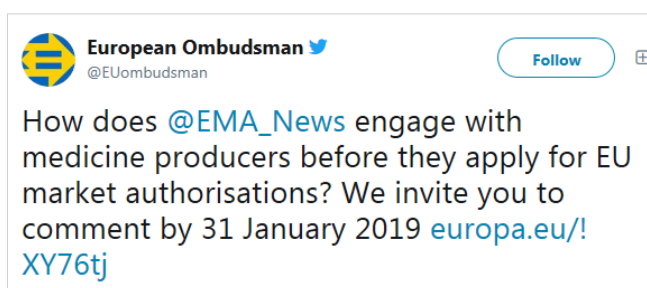 European Ombudsman
@EUombudsman
Follow
How does @EMA_News engage with
medicine producers before they apply for EU
market authorisations? We invite you to
comment by 31 January 2019 europa.eu/!
XY76tj